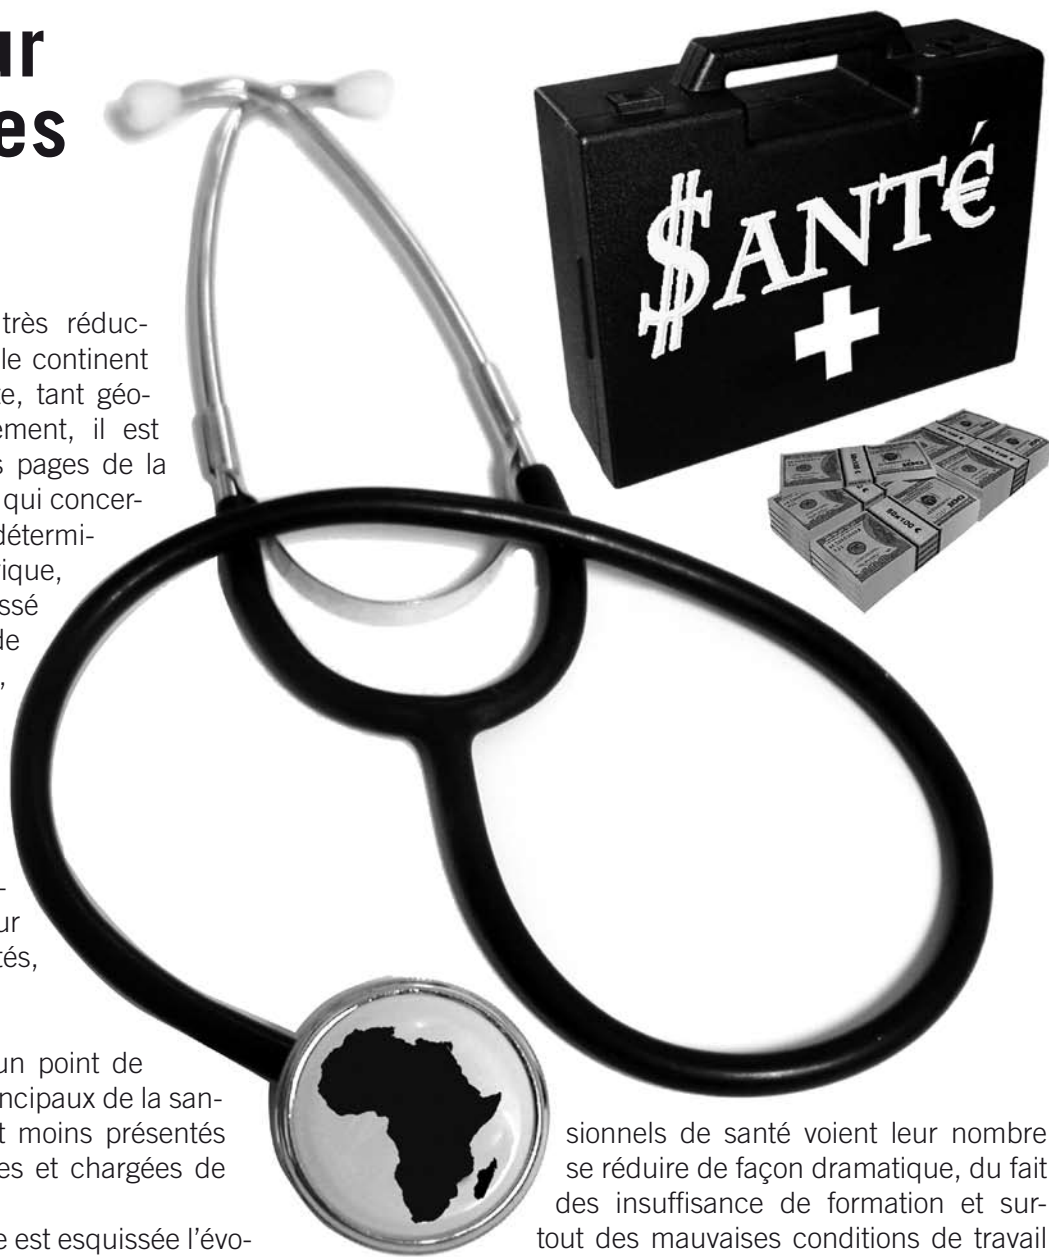 ur
es
très réduc-
le continent
e, tant géo-
ement, il est
s pages de la
qui concer-
détermi-
rique,
ssé
de
,
-
ur
tés,
un point de
ncipaux de la san-
t moins présentés
es et chargées de
e est esquissée l’évo-
$ANT€́
100
50x100 €
sionnels de santé voient leur nombre
se réduire de façon dramatique, du fait
des insuffisance de formation et sur-
tout des mauvaises conditions de travail